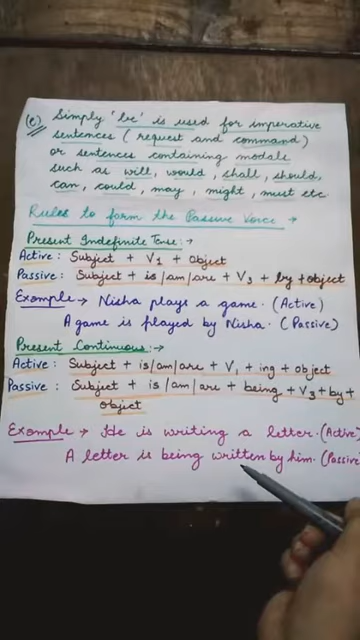 (e) Simply 'be' is used for imperative
sentences (request and command)
or sentences containing modals
such as will, would, shall, should,
can, could, may, might, must etc.
Rules to form the Passive Voice →
Present Indefinite Tense :→
Active : Subject + V1 + object
Passive : Subject + is/am/are + V3 + by + object
Example → Nisha plays a game. (Active)
A game is played by Nisha. (Passive)
Present Continuous :→
Active : Subject + is/am/are + V1 + ing + object
Passive : Subject + is/am/are + being + V3 + by +
object
Example → He is writing a letter. (Active)
A letter is being written by him. (Passive